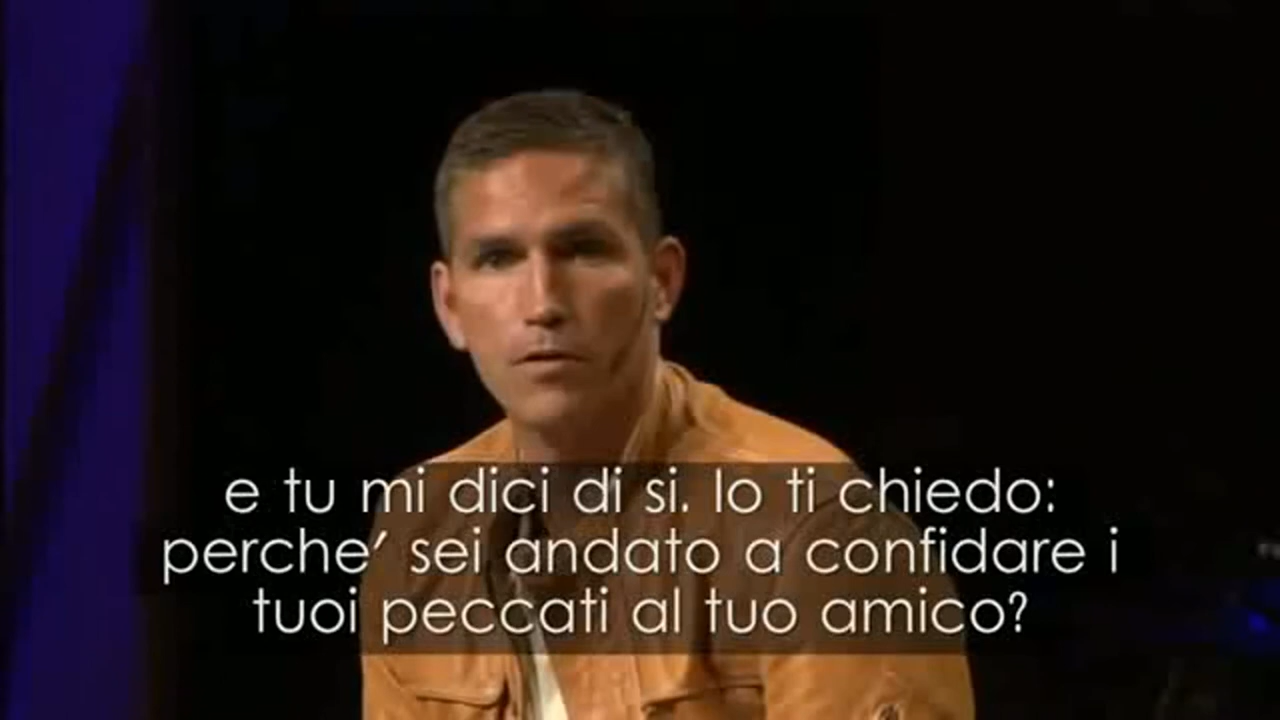 e tu mi dici di si. Io ti chiedo:
perche' sei andato a confidare i
tuoi peccati al tuo amico?